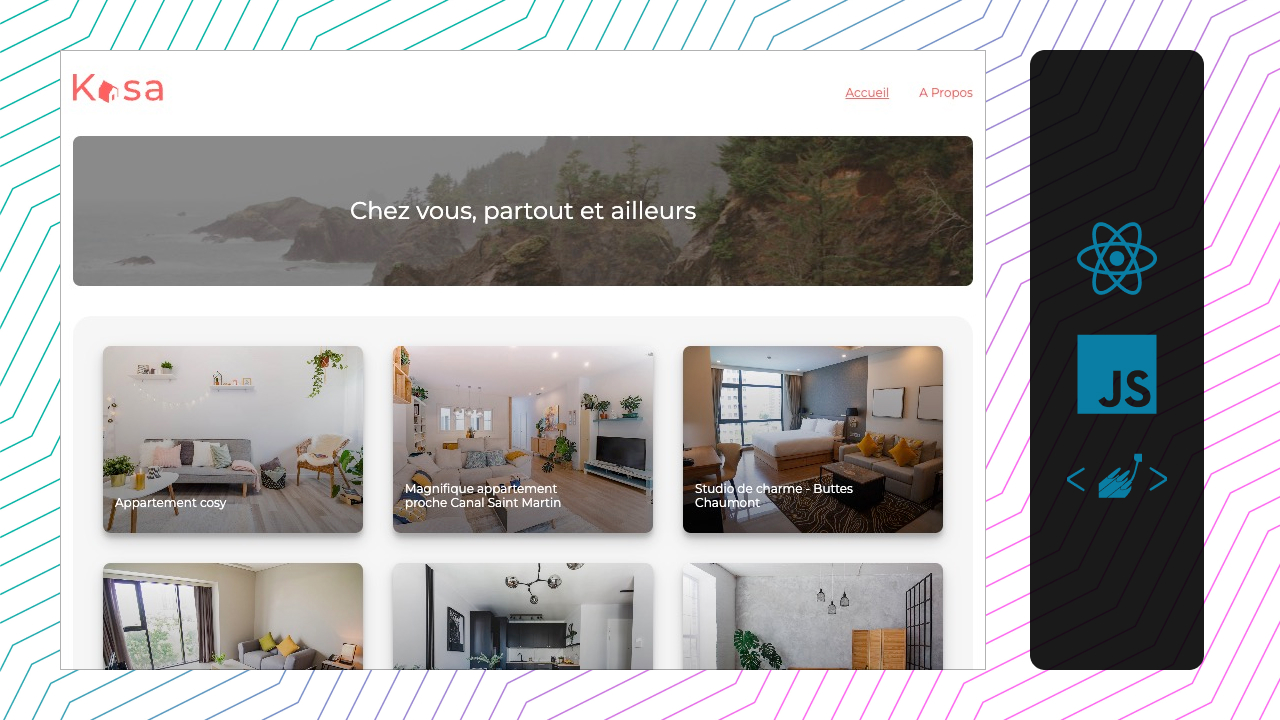 Kasa
Accueil
A Propos
Chez vous, partout et ailleurs
Appartement cosy
Magnifique appartement
proche Canal Saint Martin
Studio de charme - Buttes
Chaumont
JS
< >